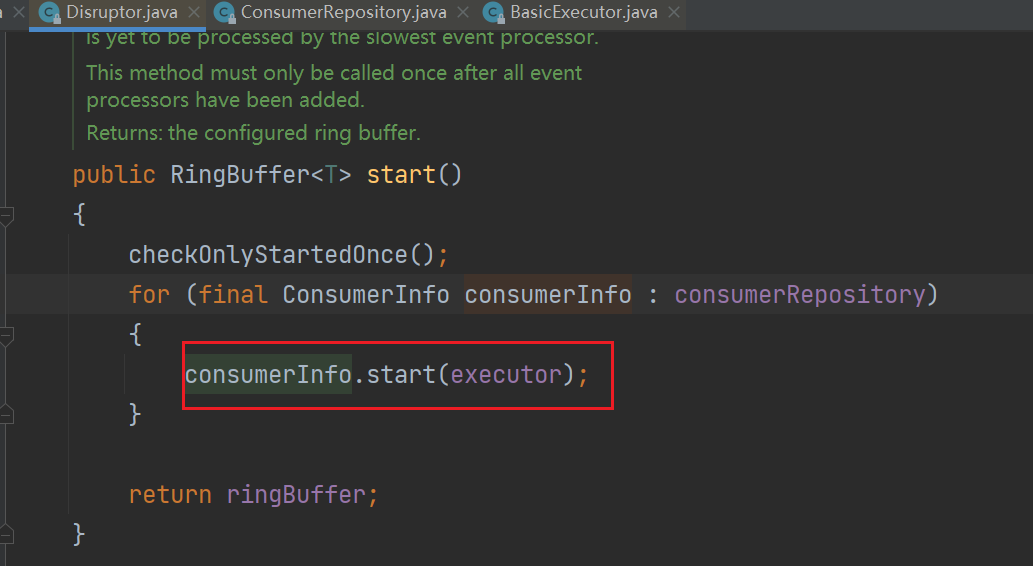 a Disruptor.java ConsumerRepository.java BasicExecutor.java
is yet to be processed by the slowest event processor.
This method must only be called once after all event
processors have been added.
Returns: the configured ring buffer.
public RingBuffer<T> start()
{
checkOnlyStartedOnce();
for (final ConsumerInfo consumerInfo : consumerRepository)
{
consumerInfo.start(executor);
}
return ringBuffer;
}